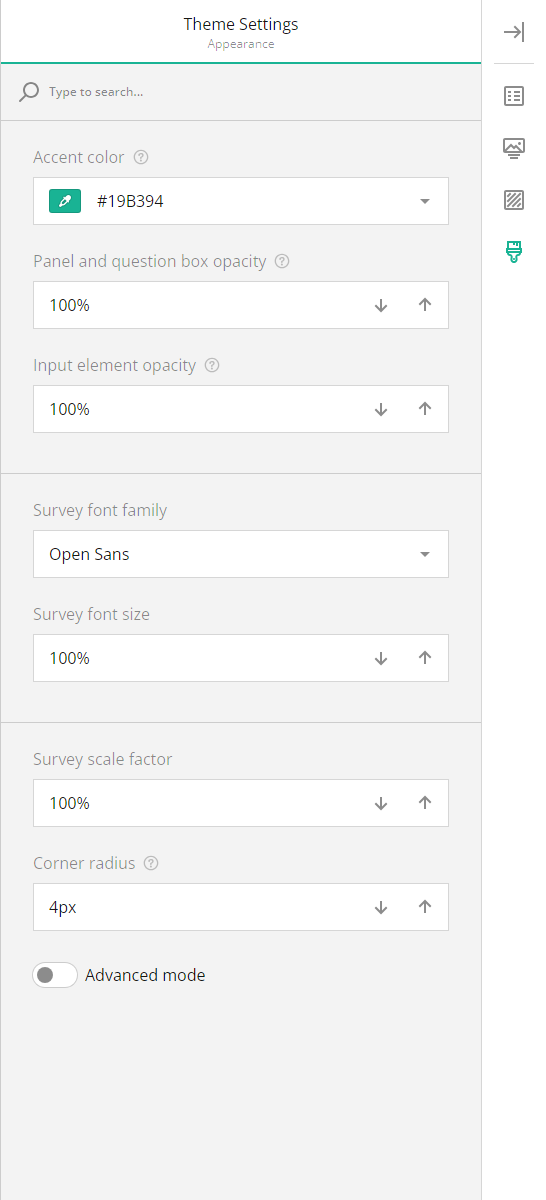 Theme Settings
Appearance
Type to search...
Accent color
#19B394
Panel and question box opacity
100%
Input element opacity
100%
Survey font family
Open Sans
Survey font size
100%
Survey scale factor
100%
Corner radius
4px
Advanced mode